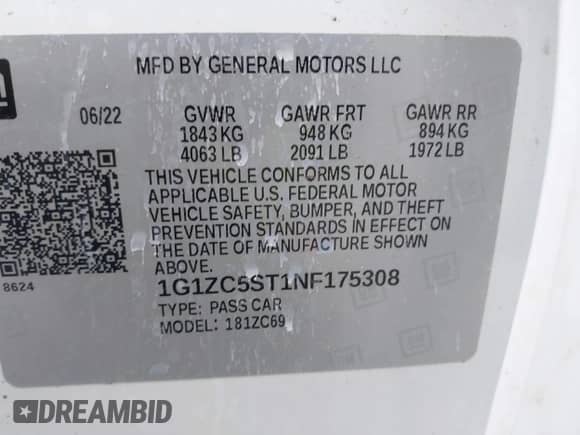 MFD BY GENERAL MOTORS LLC
06/22 GVWR GAWR FRT GAWR RR
1843 KG 948 KG 894 KG
4063 LB 2091 LB 1972 LB
THIS VEHICLE CONFORMS TO ALL
APPLICABLE U.S. FEDERAL MOTOR
VEHICLE SAFETY, BUMPER, AND THEFT
PREVENTION STANDARDS IN EFFECT ON
THE DATE OF MANUFACTURE SHOWN
ABOVE.
8624
1G1ZC5ST1NF175308
TYPE: PASS CAR
MODEL: 181ZC69
DREAMBID